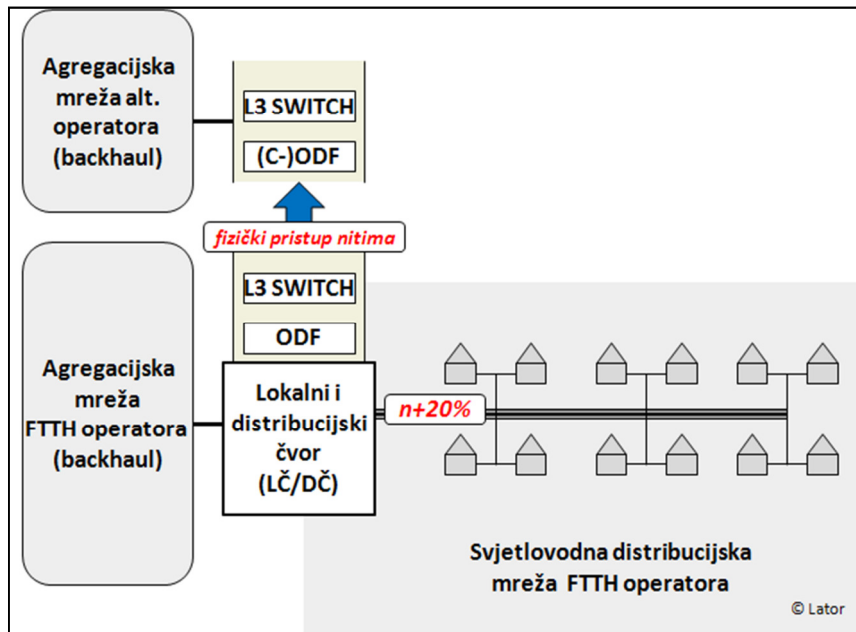 Agregacijska
mreža alt.
operatora
(backhaul)
L3 SWITCH
(C-)ODF
fizički pristup nitima
L3 SWITCH
ODF
Agregacijska
mreža
FTTH operatora
(backhaul)
Lokalni i
distribucijski
čvor
(LČ/DČ)
n+20%
Svjetlovodna distribucijska
mreža FTTH operatora
© Lator